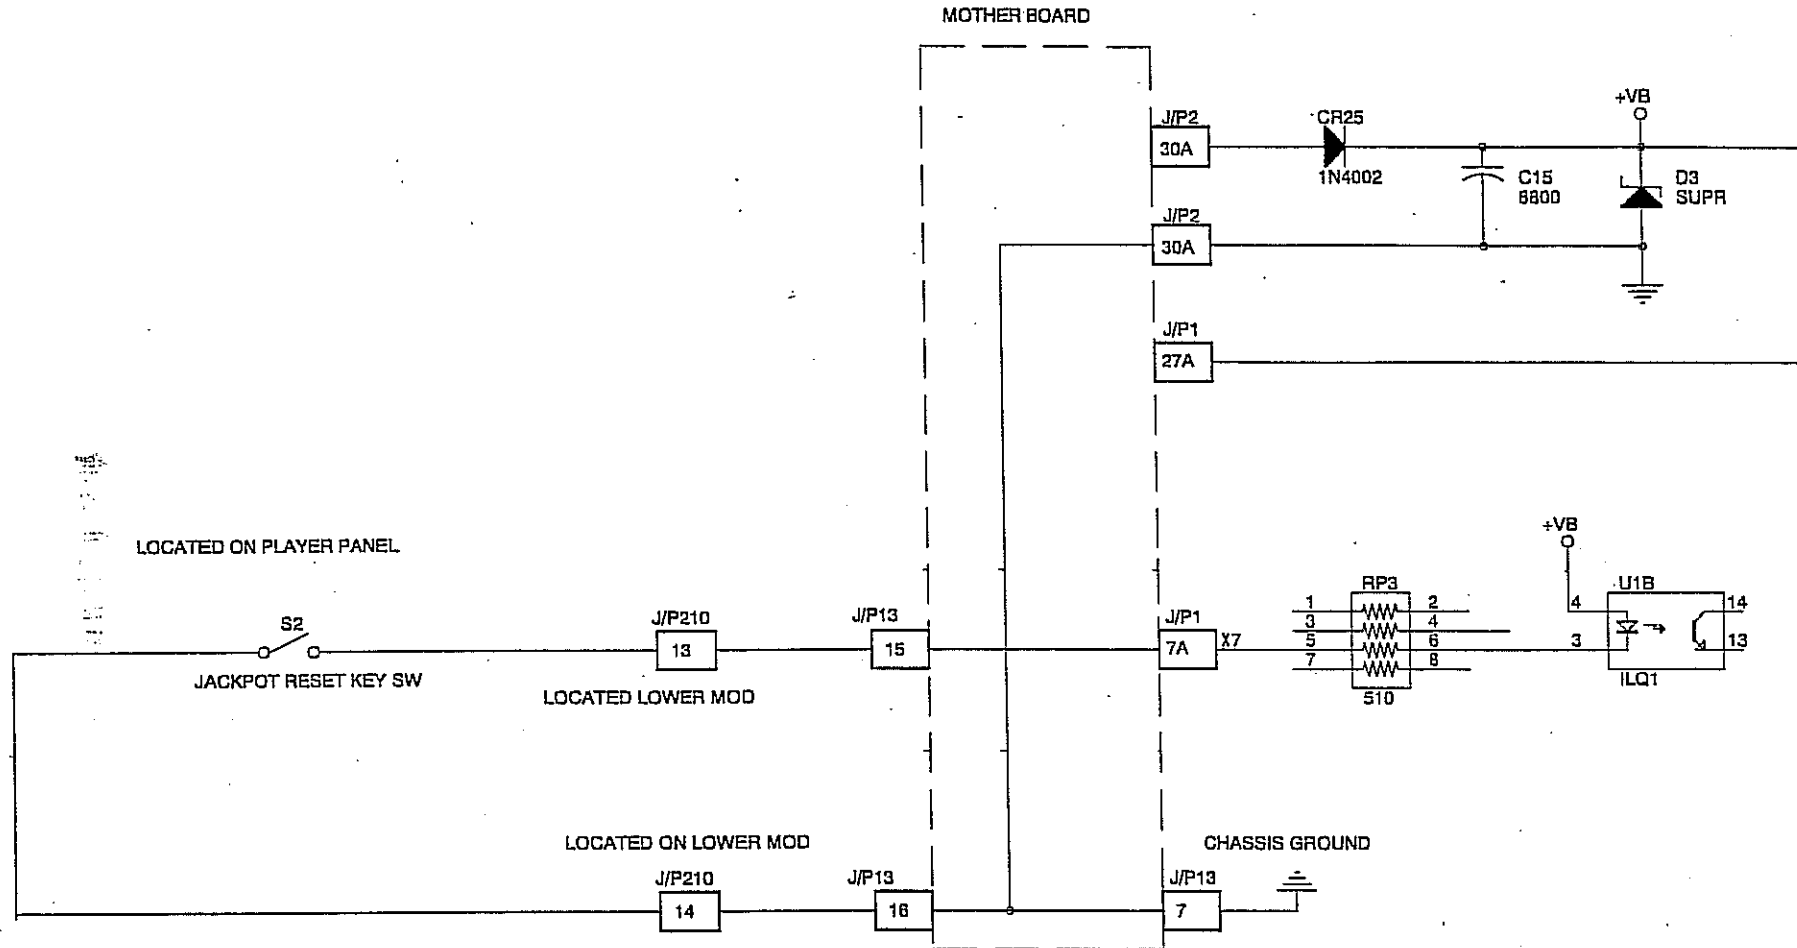 MOTHER BOARD
J/P2
30A
CR25
1N4002
+VB
C15
6800
D3
SUPR
J/P2
30A
J/P1
27A
LOCATED ON PLAYER PANEL
S2
JACKPOT RESET KEY SW
J/P210
13
LOCATED LOWER MOD
J/P13
15
J/P1
7A
X7
RP3
1
2
3
4
5
6
7
8
510
+VB
U1B
4
14
3
13
ILQ1
LOCATED ON LOWER MOD
J/P210
14
J/P13
16
CHASSIS GROUND
J/P13
7